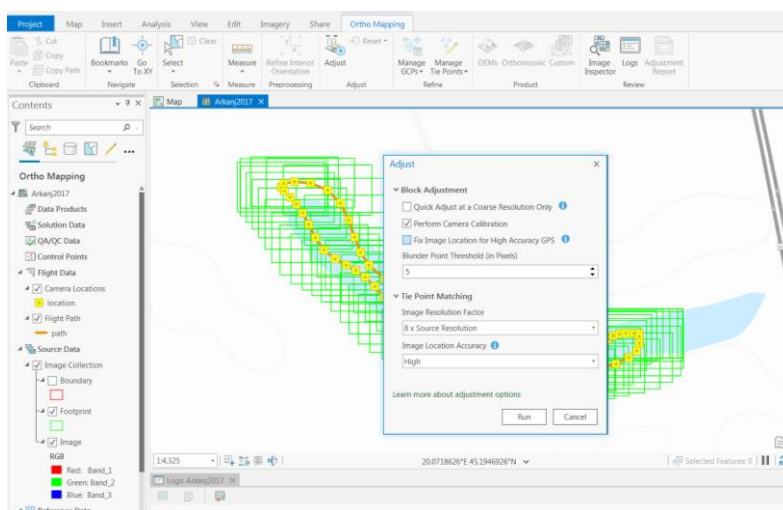 Project Map Insert Analysis View Edit Imagery Share Ortho Mapping
Paste
Cut
Copy
Copy Path
Bookmarks
Go To XY
Select
Clear
Measure
Refine Interior Orientation
Adjust
Reset
Manage GCPs
Manage Tie Points
DEMs
Orthomosaic
Custom
Image Inspector
Logs
Adjustment Report
Clipboard Navigate Selection Measure Preprocessing Adjust Refine Product Review
Contents
Map
Arkanj2017
Search
Ortho Mapping
Arkanj2017
Data Products
Solution Data
QA/QC Data
Control Points
Flight Data
Camera Locations
location
Flight Path
path
Source Data
Image Collection
Boundary
Footprint
Image
RGB
Red: Band_1
Green: Band_2
Blue: Band_3
Adjust
Block Adjustment
Quick Adjust at a Coarse Resolution Only
Perform Camera Calibration
Fix Image Location for High Accuracy GPS
Blunder Point Threshold (in Pixels)
5
Tie Point Matching
Image Resolution Factor
8 x Source Resolution
Image Location Accuracy
High
Learn more about adjustment options
Run Cancel
1:4,325
20.0718626°E 45.1946926°N
Selected Features: 0
Logs: Arkanj2017